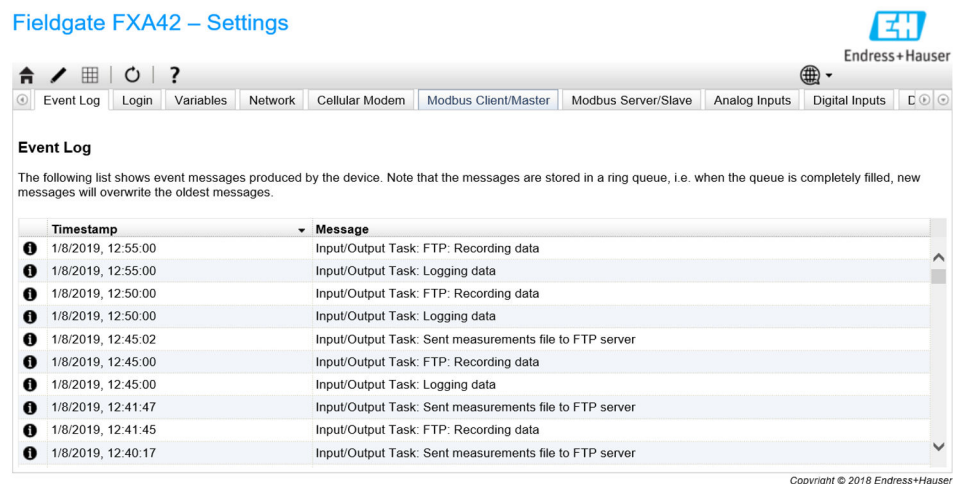 Fieldgate FXA42 – Settings
EH
Endress+Hauser
?
Event Log Login Variables Network Cellular Modem Modbus Client/Master Modbus Server/Slave Analog Inputs Digital Inputs
Event Log
The following list shows event messages produced by the device. Note that the messages are stored in a ring queue, i.e. when the queue is completely filled, new
messages will overwrite the oldest messages.
Timestamp Message
1/8/2019, 12:55:00 Input/Output Task: FTP: Recording data
1/8/2019, 12:55:00 Input/Output Task: Logging data
1/8/2019, 12:50:00 Input/Output Task: FTP: Recording data
1/8/2019, 12:50:00 Input/Output Task: Logging data
1/8/2019, 12:45:02 Input/Output Task: Sent measurements file to FTP server
1/8/2019, 12:45:00 Input/Output Task: FTP: Recording data
1/8/2019, 12:45:00 Input/Output Task: Logging data
1/8/2019, 12:41:47 Input/Output Task: Sent measurements file to FTP server
1/8/2019, 12:41:45 Input/Output Task: FTP: Recording data
1/8/2019, 12:40:17 Input/Output Task: Sent measurements file to FTP server
Copyright © 2018 Endress+Hauser